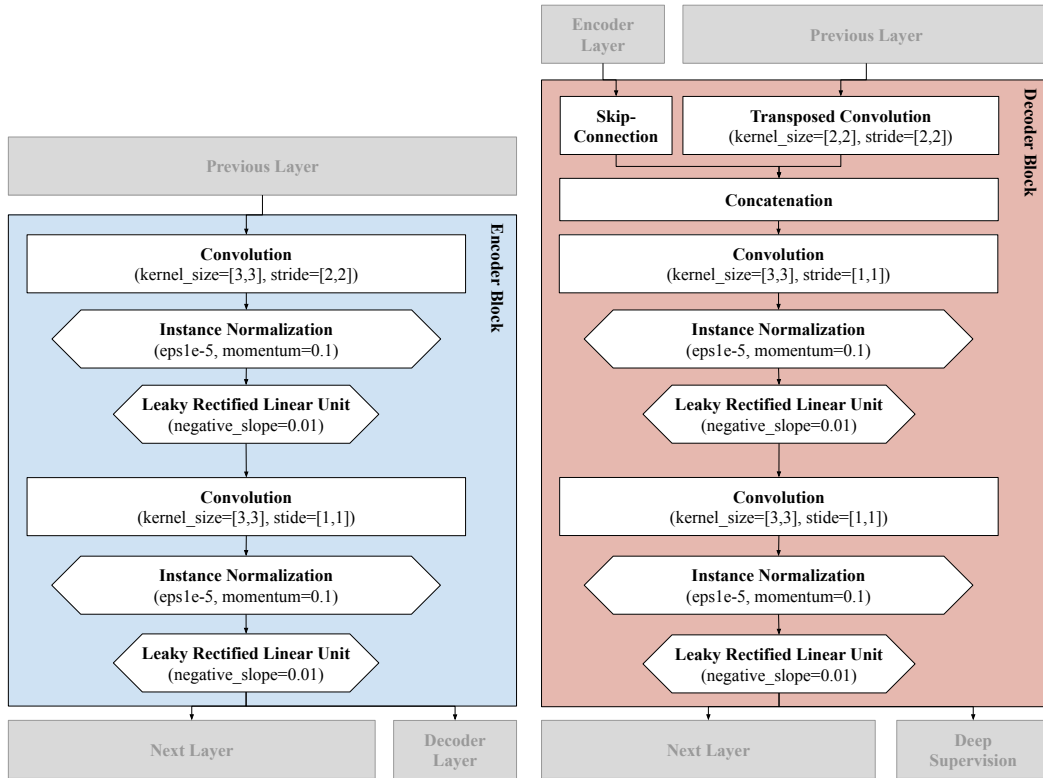 Previous Layer
Encoder Block
Convolution
(kernel_size=[3,3], stride=[2,2])
Instance Normalization
(eps1e-5, momentum=0.1)
Leaky Rectified Linear Unit
(negative_slope=0.01)
Convolution
(kernel_size=[3,3], stide=[1,1])
Instance Normalization
(eps1e-5, momentum=0.1)
Leaky Rectified Linear Unit
(negative_slope=0.01)
Next Layer
Decoder
Layer
Encoder
Layer
Previous Layer
Decoder Block
Skip-
Connection
Transposed Convolution
(kernel_size=[2,2], stride=[2,2])
Concatenation
Convolution
(kernel_size=[3,3], stride=[1,1])
Instance Normalization
(eps1e-5, momentum=0.1)
Leaky Rectified Linear Unit
(negative_slope=0.01)
Convolution
(kernel_size=[3,3], stide=[1,1])
Instance Normalization
(eps1e-5, momentum=0.1)
Leaky Rectified Linear Unit
(negative_slope=0.01)
Next Layer
Deep
Supervision